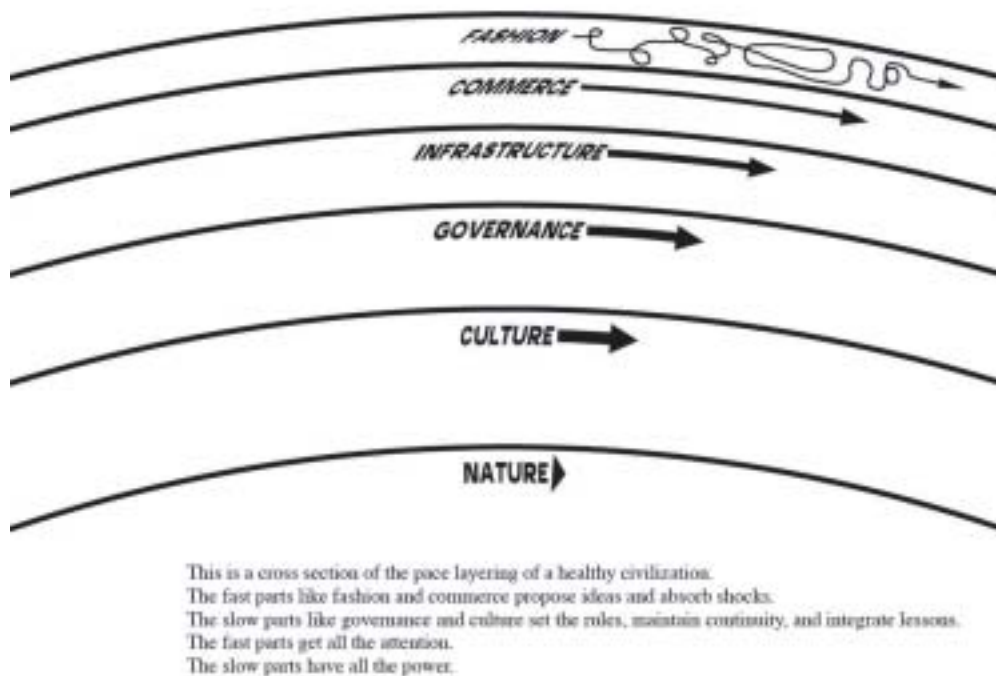 FASHION
COMMERCE
INFRASTRUCTURE
GOVERNANCE
CULTURE
NATURE
This is a cross section of the pace layering of a healthy civilization.
The fast parts like fashion and commerce propose ideas and absorb shocks.
The slow parts like governance and culture set the rules, maintain continuity, and integrate lessons.
The fast parts get all the attention.
The slow parts have all the power.